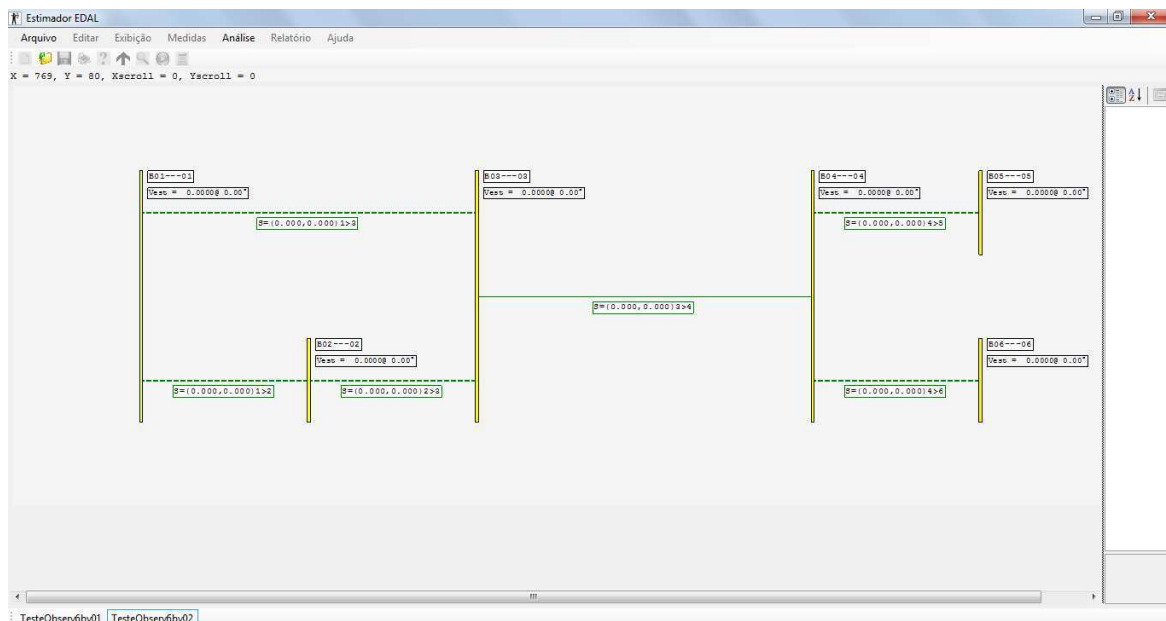 Estimador EDAL
Arquivo Editar Exibição Medidas Análise Relatório Ajuda
X = 769, Y = 80, Xscroll = 0, Yscroll = 0
B01---01
Vest = 0.0000@ 0.00°
B03---03
Vest = 0.0000@ 0.00°
B04---04
Vest = 0.0000@ 0.00°
B05---05
Vest = 0.0000@ 0.00°
S=(0.000,0.000)1>3
S=(0.000,0.000)4>5
S=(0.000,0.000)3>4
B02---02
Vest = 0.0000@ 0.00°
B06---06
Vest = 0.0000@ 0.00°
S=(0.000,0.000)1>2
S=(0.000,0.000)2>3
S=(0.000,0.000)4>6
TesteObserv6bv01 TesteObserv6bv02